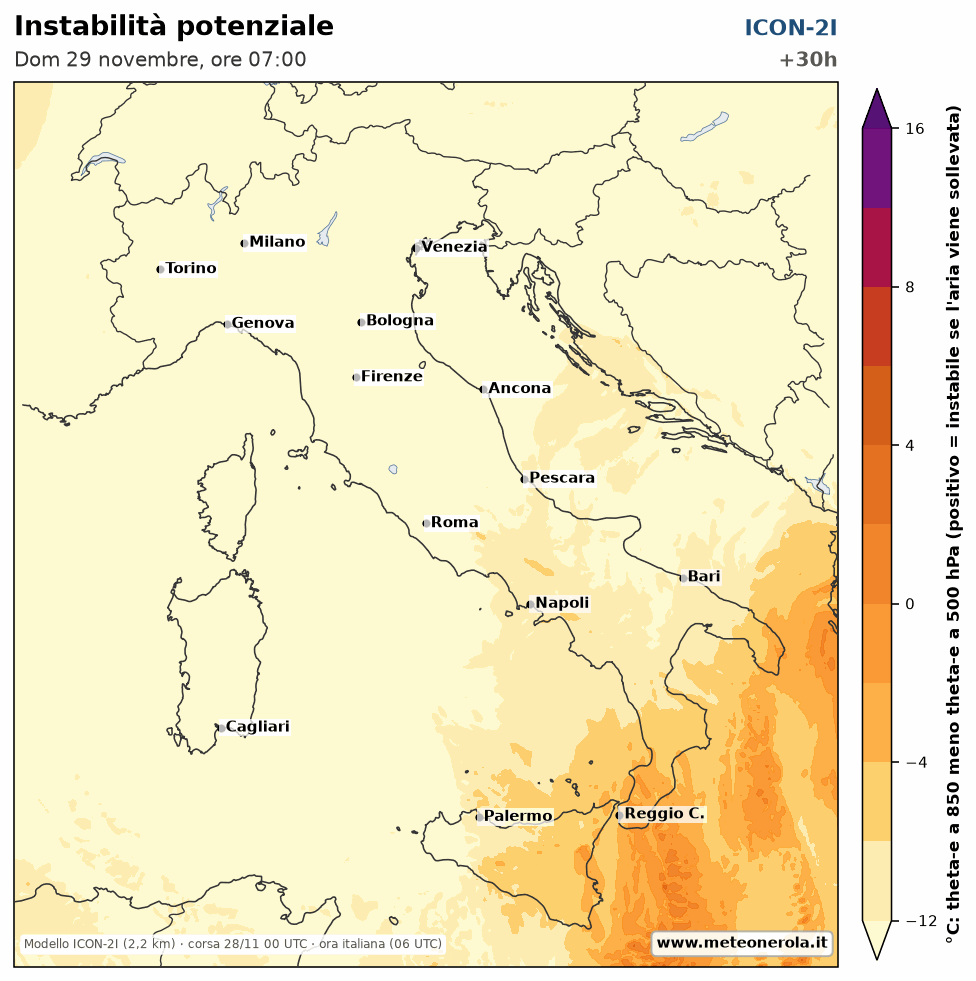 Instabilità potenziale
ICON-2I
Dom 29 novembre, ore 07:00
+30h
Milano
Venezia
Torino
Genova
Bologna
Firenze
Ancona
Pescara
Roma
Bari
Napoli
Cagliari
Palermo
Reggio C.
16
8
4
0
−4
−12
°C: theta-e a 850 meno theta-e a 500 hPa (positivo = instabile se l'aria viene sollevata)
Modello ICON-2I (2,2 km) · corsa 28/11 00 UTC · ora italiana (06 UTC)
www.meteonerola.it